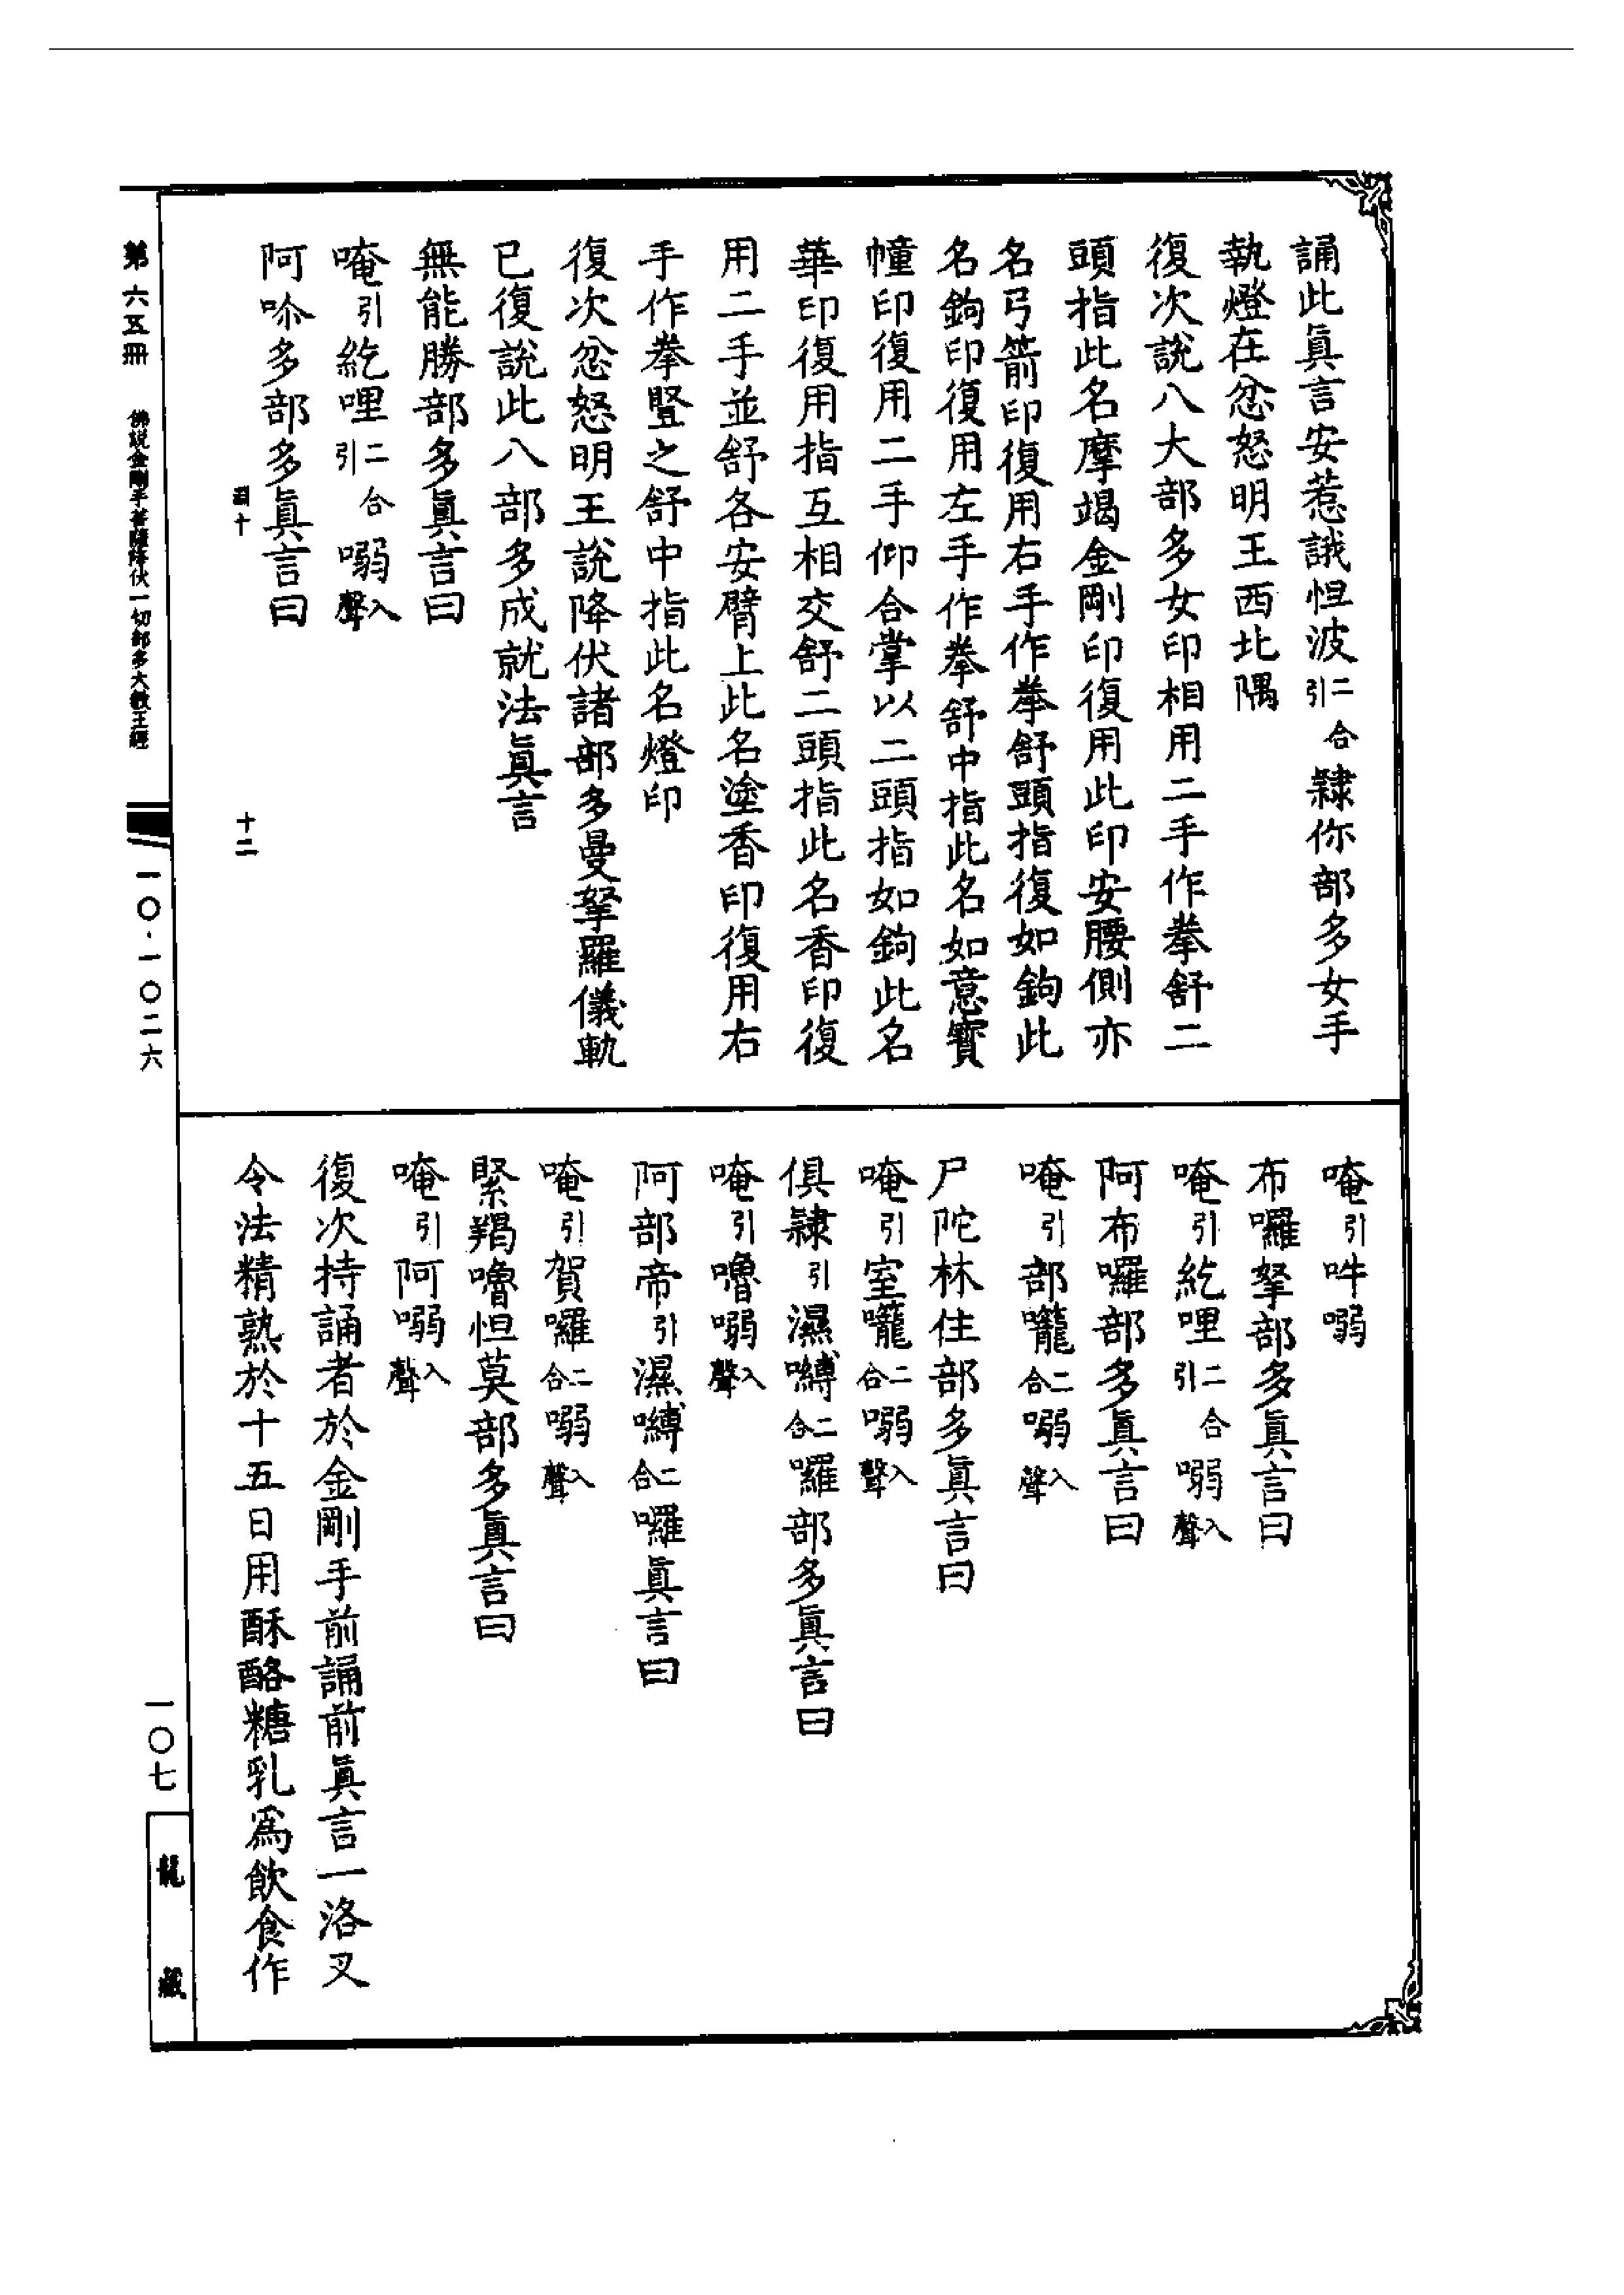 誦此眞言安惹誐怛波二合引隸你部多女手
執燈在忿怒明王西北隅
復次說八大部多女印相用二手作拳舒二
頭指此名摩竭金剛印復用此印安腰側亦
名弓箭印復用右手作拳舒頭指復如鉤此
名鉤印復用左手作拳舒中指此名如意寶
幢印復用二手仰合掌以二頭指如鉤此名
華印復用指互相交舒二頭指此名香印復
用二手並舒各安臂上此名塗香印復用右
手作拳豎之舒中指此名燈印
復次忿怒明王說降伏諸部多曼拏羅儀軌
已復說此八部多成就法眞言
無能勝部多眞言曰
唵引紇哩二合引嗍入聲
阿㖈多部多眞言曰
唵引吽嗍
布囉拏部多眞言曰
唵引紇哩二合引嗍入聲
阿布囉部多眞言曰
唵引部嚨二合嗍入聲
尸陀林住部多眞言曰
唵引室嚨二合嗍入聲
俱隸引濕嚩二合囉部多眞言曰
唵引嚕嗍入聲
阿部帝引濕嚩二合囉眞言曰
唵引賀囉二合嗍入聲
緊羯嚕怛莫部多眞言曰
唵引阿嗍入聲
復次持誦者於金剛手前誦前眞言一洛叉
令法精熟於十五日用酥酪糖乳爲飲食作
十二
第六五冊
佛説金剛手菩薩降伏一切部多大教王經
一〇·一〇二六
一〇七
龍藏